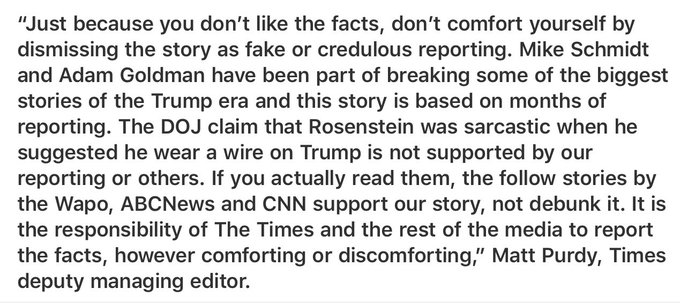 “Just because you don’t like the facts, don’t comfort yourself by
dismissing the story as fake or credulous reporting. Mike Schmidt
and Adam Goldman have been part of breaking some of the biggest
stories of the Trump era and this story is based on months of
reporting. The DOJ claim that Rosenstein was sarcastic when he
suggested he wear a wire on Trump is not supported by our
reporting or others. If you actually read them, the follow stories by
the Wapo, ABCNews and CNN support our story, not debunk it. It is
the responsibility of The Times and the rest of the media to report
the facts, however comforting or discomforting,” Matt Purdy, Times
deputy managing editor.